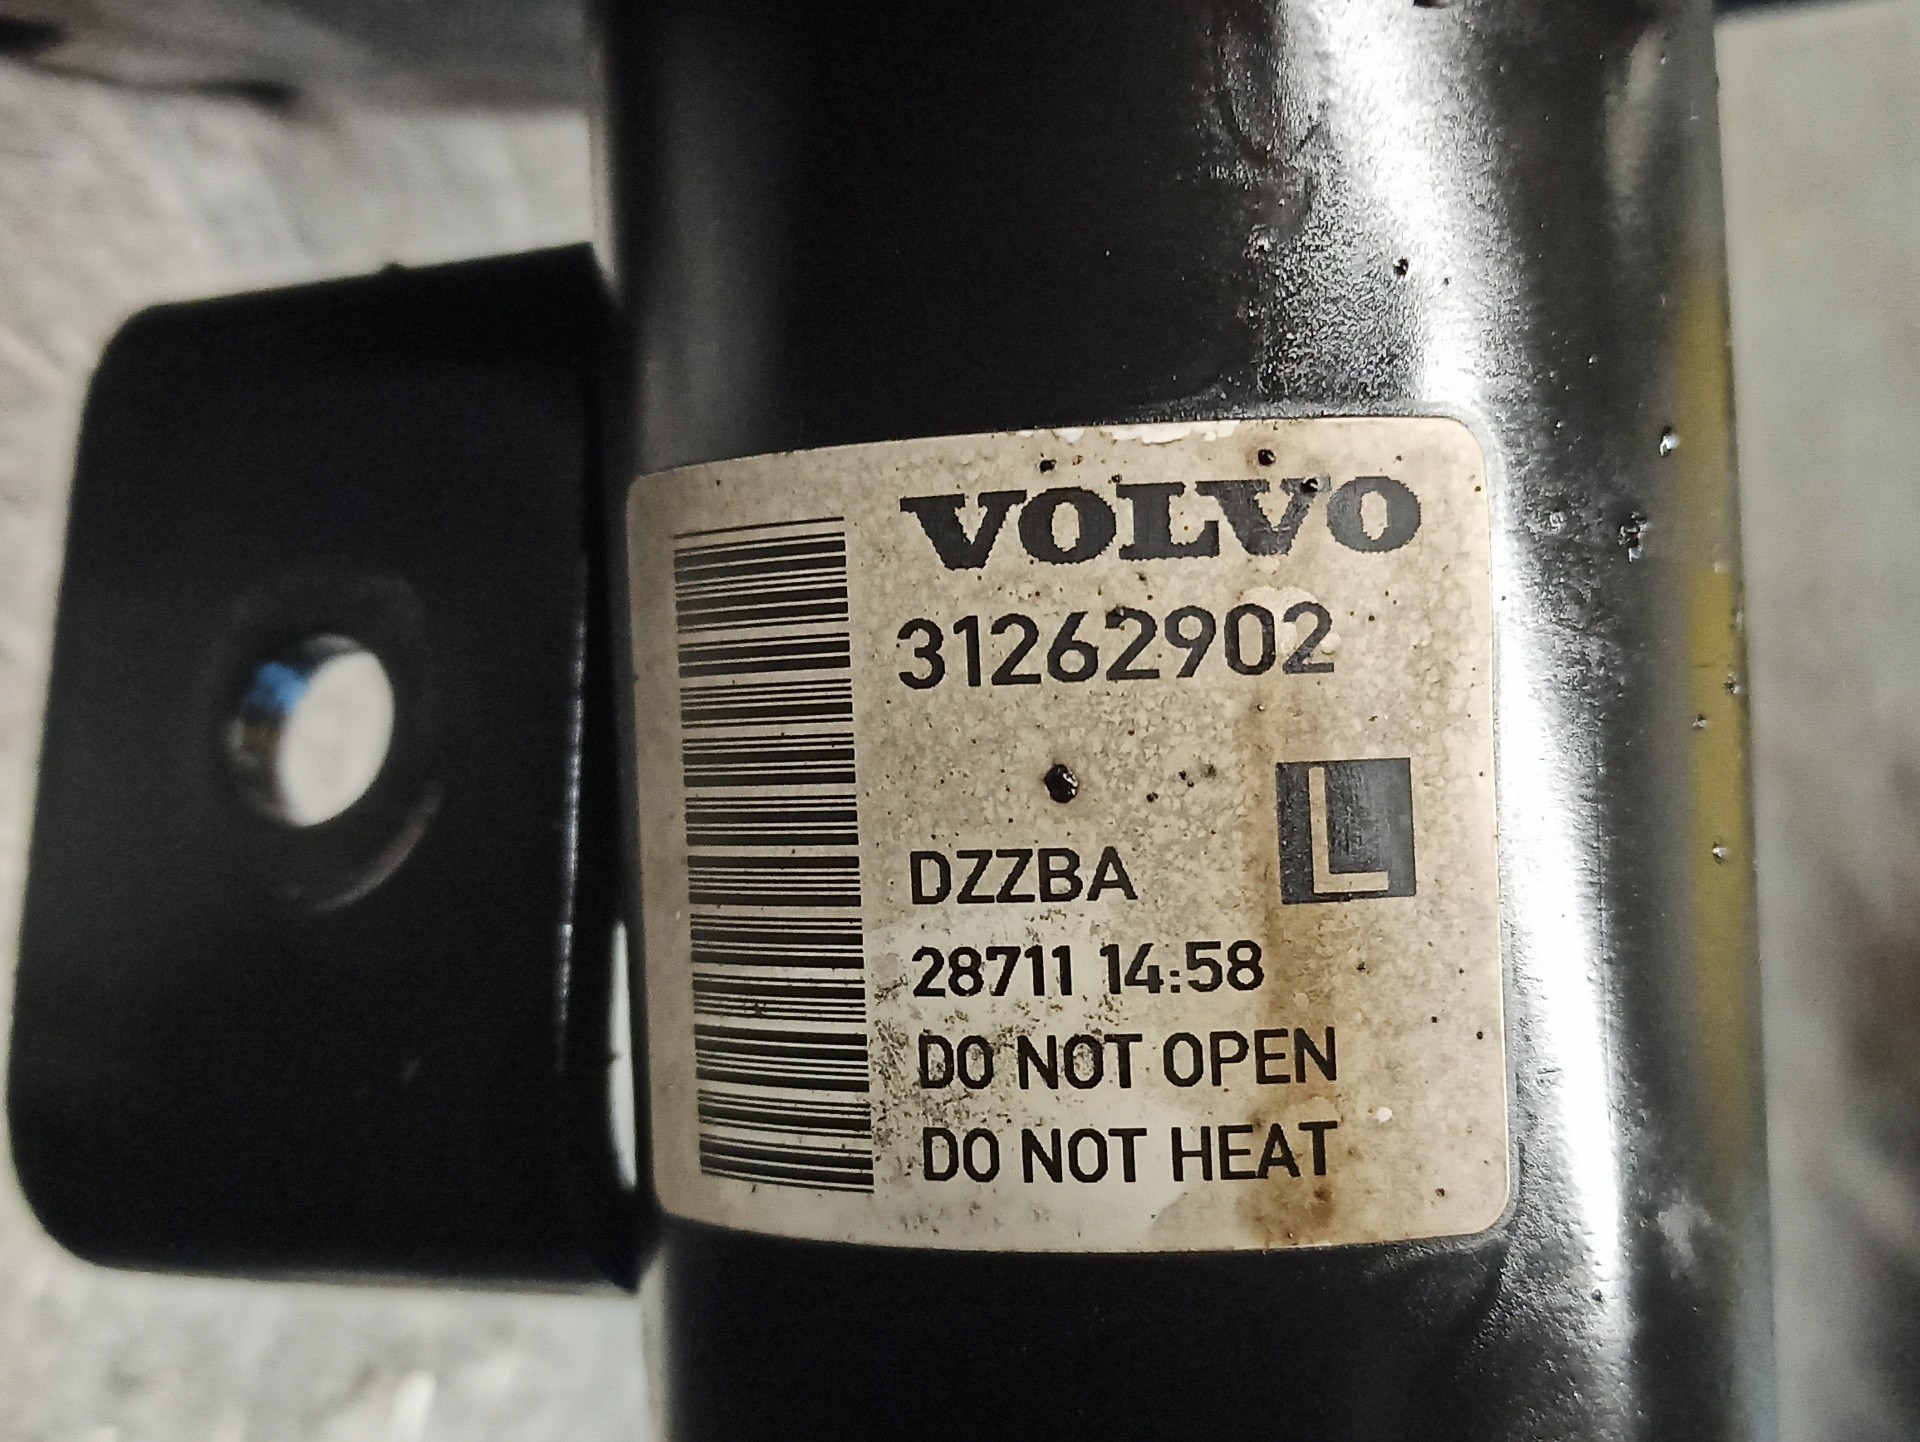 VOLVO
31262902
L
DZZBA
28711 14:58
DO NOT OPEN
DO NOT HEAT